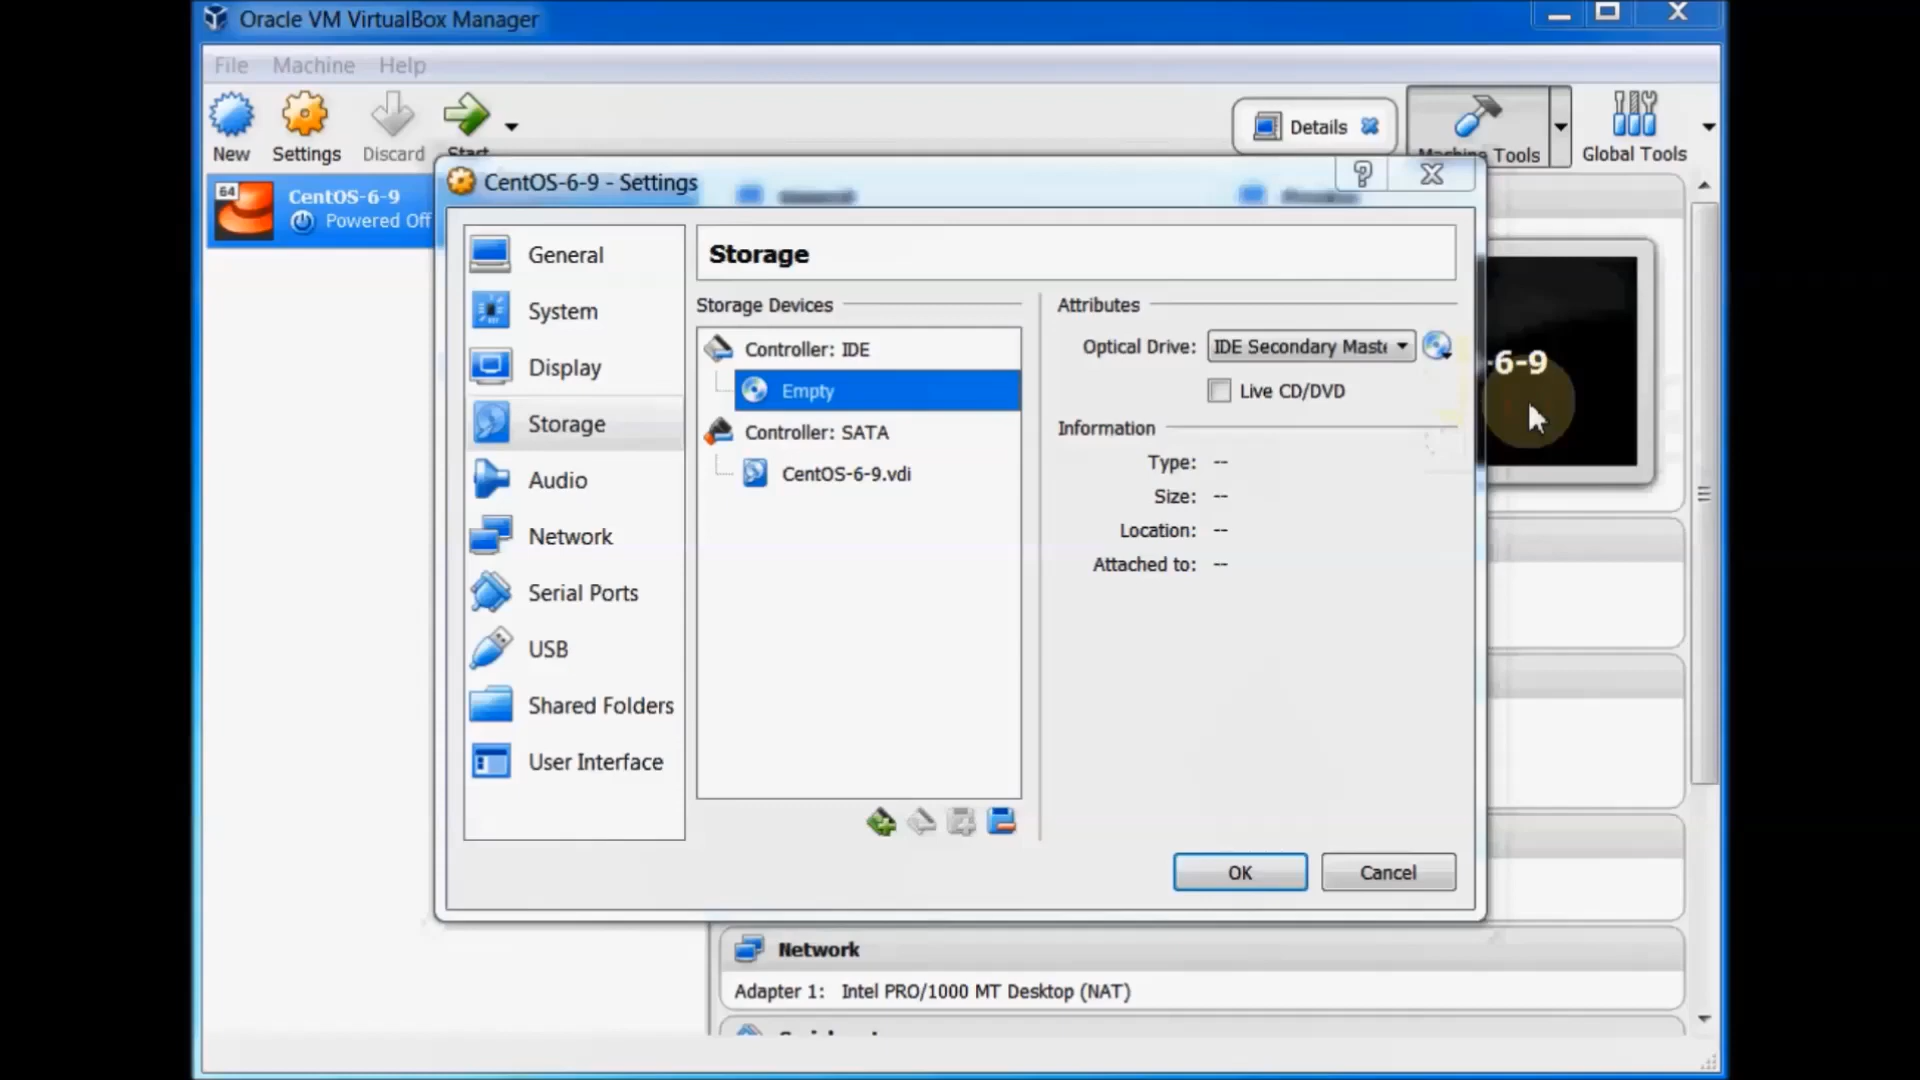 Oracle VM VirtualBox Manager
File Machine Help
New Settings Discard Start
Details
Machine Tools
Global Tools
64
CentOS-6-9
Powered Off
CentOS-6-9 - Settings
General
System
Display
Storage
Audio
Network
Serial Ports
USB
Shared Folders
User Interface
Storage
Storage Devices
Controller: IDE
Empty
Controller: SATA
CentOS-6-9.vdi
Attributes
Optical Drive: IDE Secondary Maste
Live CD/DVD
Information
Type: --
Size: --
Location: --
Attached to: --
-6-9
OK Cancel
Network
Adapter 1: Intel PRO/1000 MT Desktop (NAT)